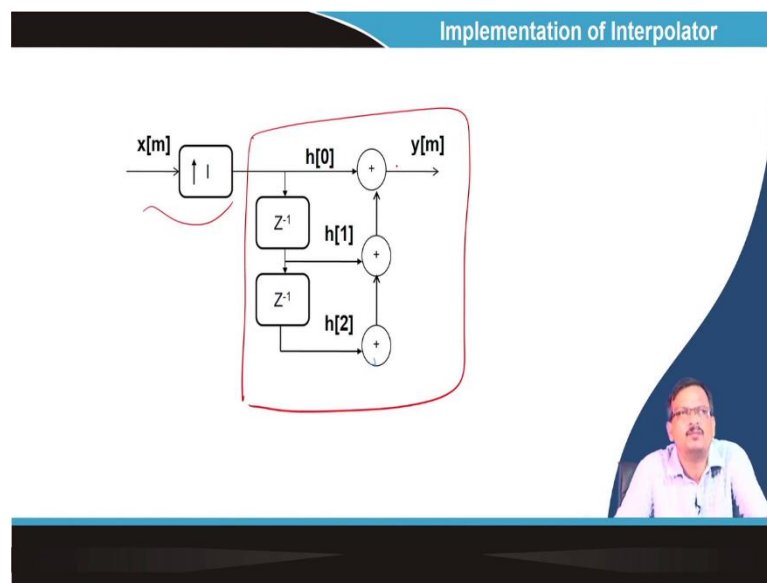 Implementation of Interpolator
x[m]
↑ I
h[0]
+
y[m]
Z-1
h[1]
+
Z-1
h[2]
+